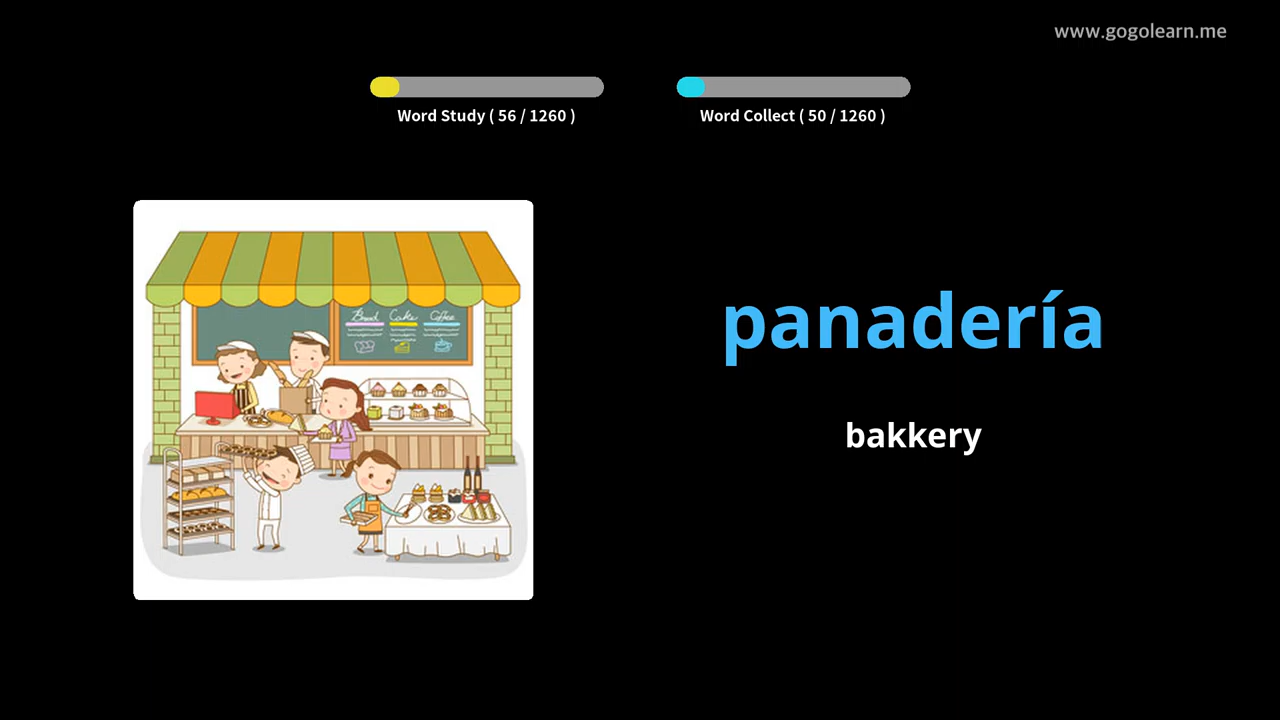 www.gogolearn.me
Word Study ( 56 / 1260 )
Word Collect ( 50 / 1260 )
Bread Cake Coffee
panadería
bakkery